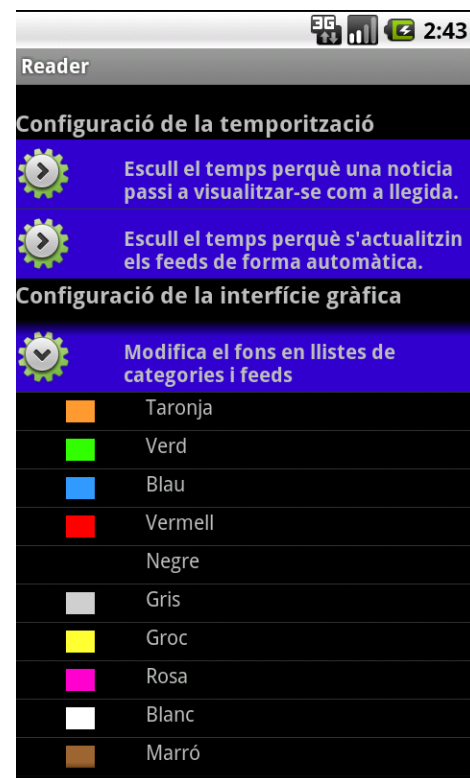 3G 2:43
Reader
Configuració de la temporització
Escull el temps perquè una noticia
passi a visualitzar-se com a llegida.
Escull el temps perquè s'actualitzin
els feeds de forma automàtica.
Configuració de la interfície gràfica
Modifica el fons en llistes de
categories i feeds
Taronja
Verd
Blau
Vermell
Negre
Gris
Groc
Rosa
Blanc
Marró